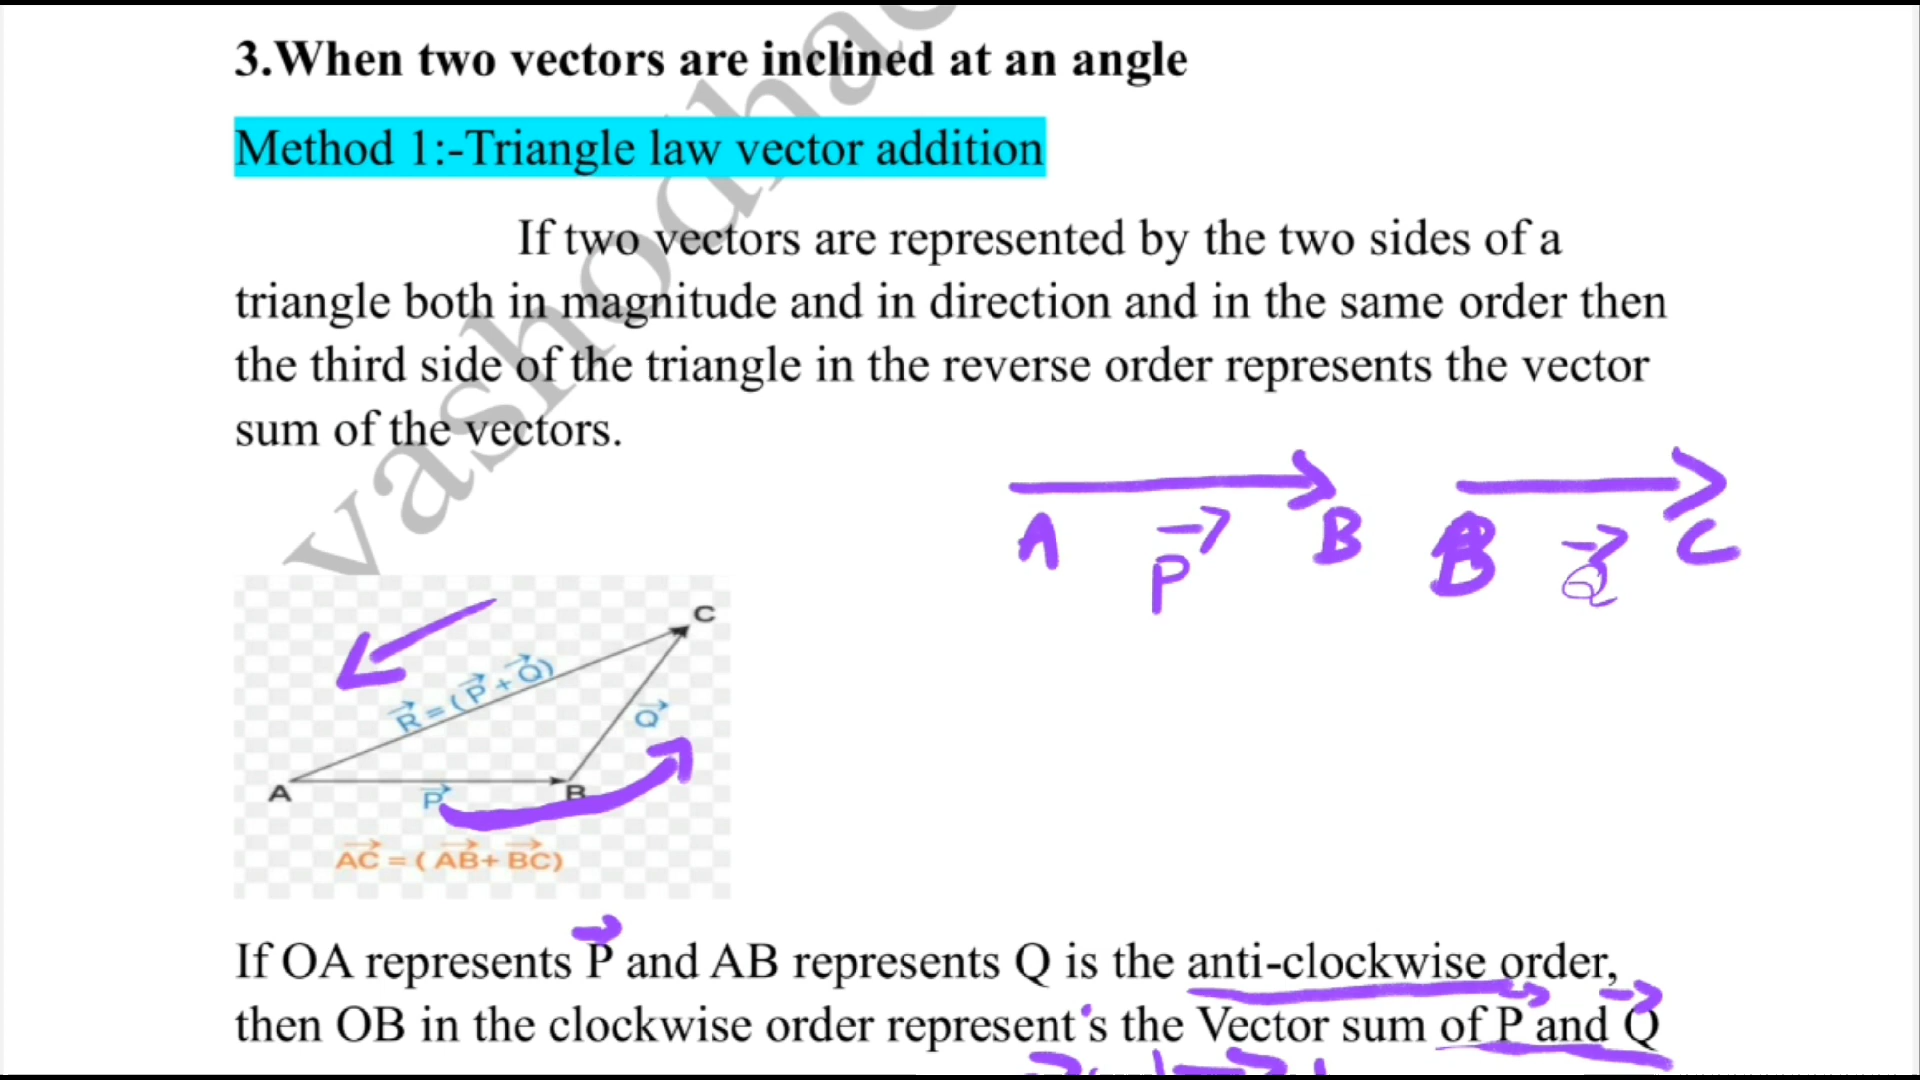 3.When two vectors are inclined at an angle
Method 1:-Triangle law vector addition
If two vectors are represented by the two sides of a
triangle both in magnitude and in direction and in the same order then
the third side of the triangle in the reverse order represents the vector
sum of the vectors.
A P B B Q C
C
R = (P + Q)
Q
A P B
AC = ( AB+ BC)
If OA represents P and AB represents Q is the anti-clockwise order,
then OB in the clockwise order represent's the Vector sum of P and Q